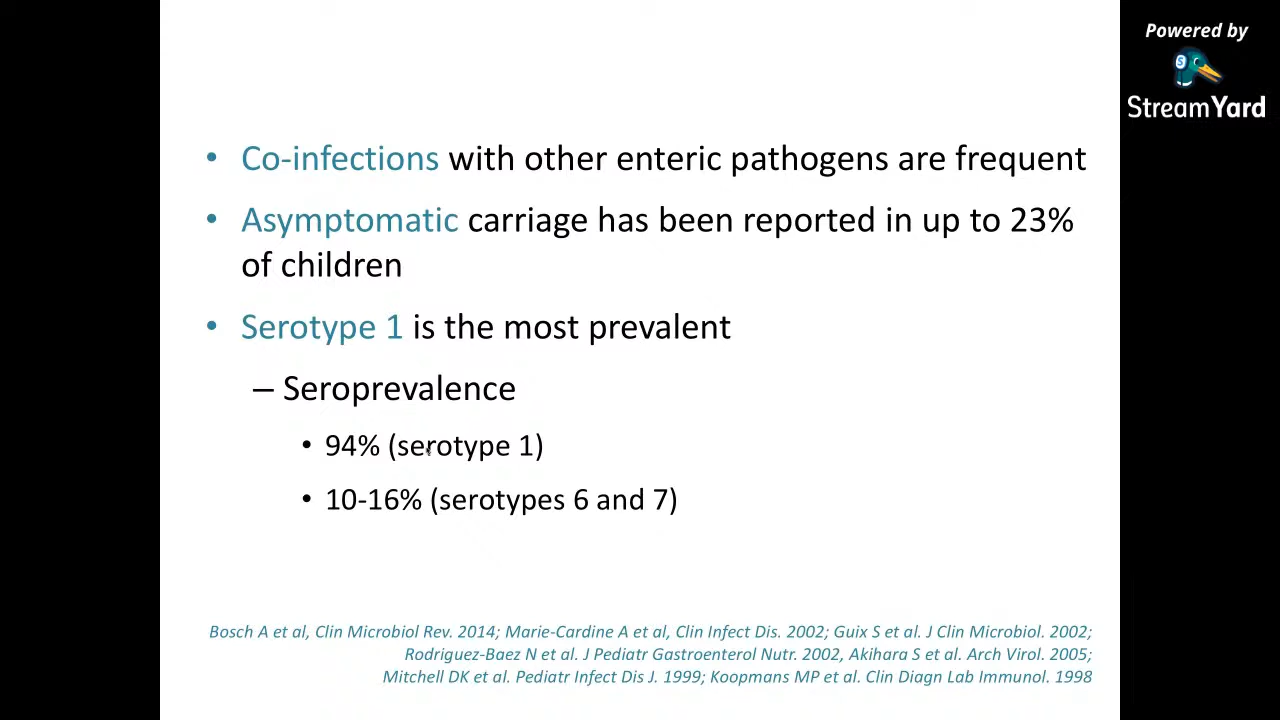 Powered by
StreamYard
• Co-infections with other enteric pathogens are frequent
• Asymptomatic carriage has been reported in up to 23%
of children
• Serotype 1 is the most prevalent
– Seroprevalence
• 94% (serotype 1)
• 10-16% (serotypes 6 and 7)
Bosch A et al, Clin Microbiol Rev. 2014; Marie-Cardine A et al, Clin Infect Dis. 2002; Guix S et al. J Clin Microbiol. 2002;
Rodriguez-Baez N et al. J Pediatr Gastroenterol Nutr. 2002, Akihara S et al. Arch Virol. 2005;
Mitchell DK et al. Pediatr Infect Dis J. 1999; Koopmans MP et al. Clin Diagn Lab Immunol. 1998